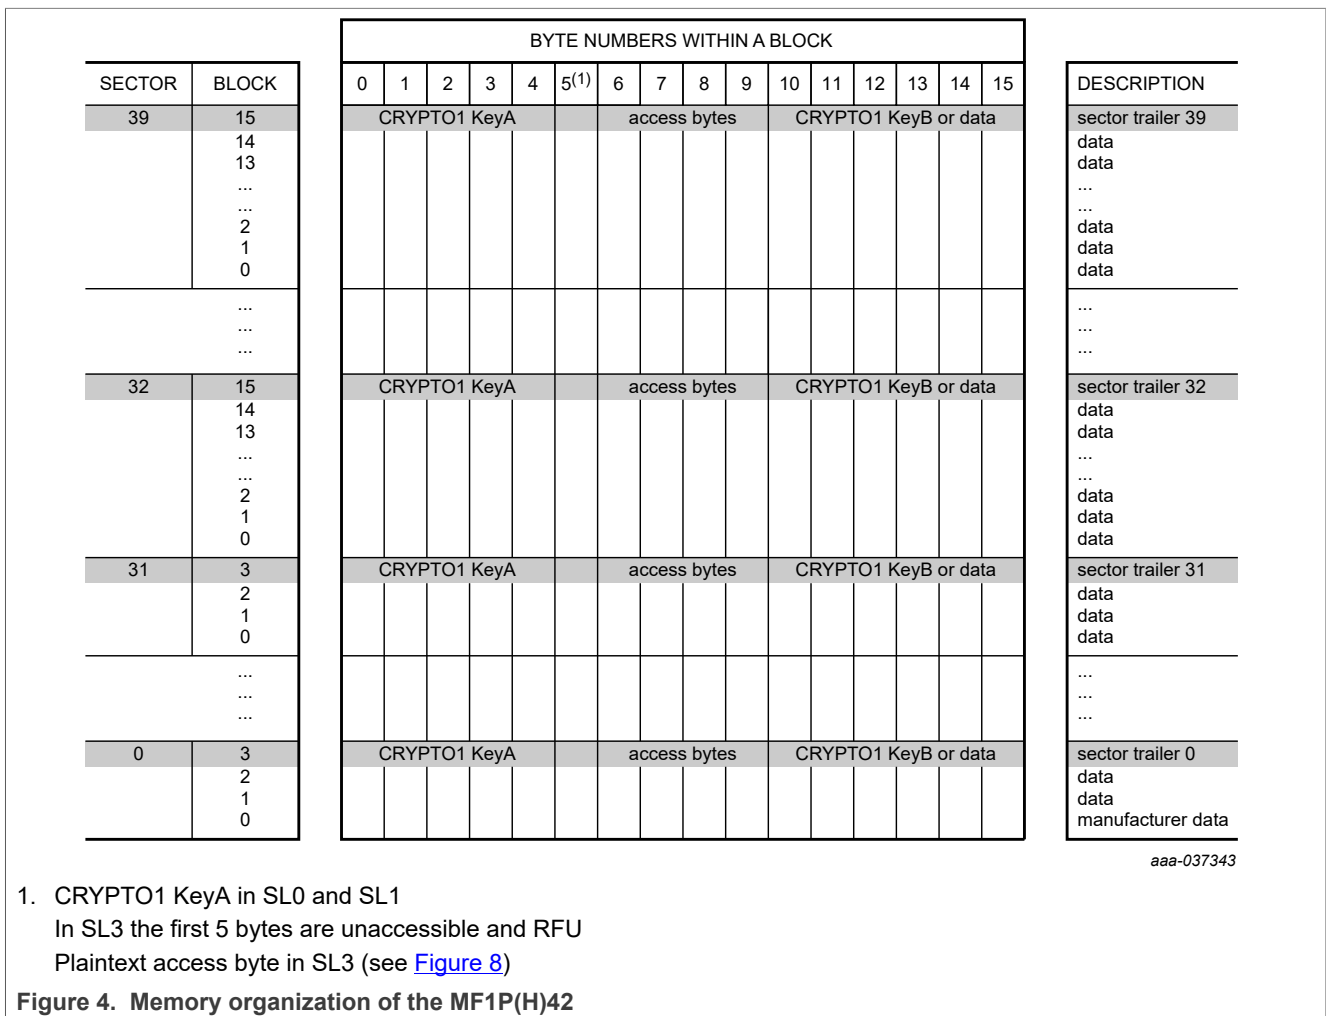 BYTE NUMBERS WITHIN A BLOCK
SECTOR BLOCK 0 1 2 3 4 5(1) 6 7 8 9 10 11 12 13 14 15 DESCRIPTION
39 15 CRYPTO1 KeyA access bytes CRYPTO1 KeyB or data sector trailer 39
14 data
13 data
... ...
... ...
2 data
1 data
0 data
... ...
... ...
... ...
32 15 CRYPTO1 KeyA access bytes CRYPTO1 KeyB or data sector trailer 32
14 data
13 data
... ...
... ...
2 data
1 data
0 data
31 3 CRYPTO1 KeyA access bytes CRYPTO1 KeyB or data sector trailer 31
2 data
1 data
0 data
... ...
... ...
... ...
0 3 CRYPTO1 KeyA access bytes CRYPTO1 KeyB or data sector trailer 0
2 data
1 data
0 manufacturer data
aaa-037343
1. CRYPTO1 KeyA in SL0 and SL1
In SL3 the first 5 bytes are unaccessible and RFU
Plaintext access byte in SL3 (see Figure 8)
Figure 4. Memory organization of the MF1P(H)42